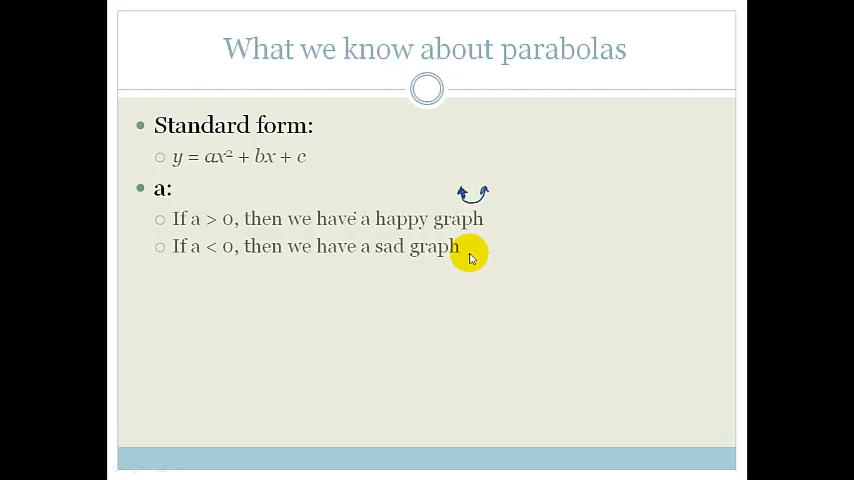 What we know about parabolas
Standard form:
y = ax² + bx + c
a:
If a > 0, then we have a happy graph
If a < 0, then we have a sad graph